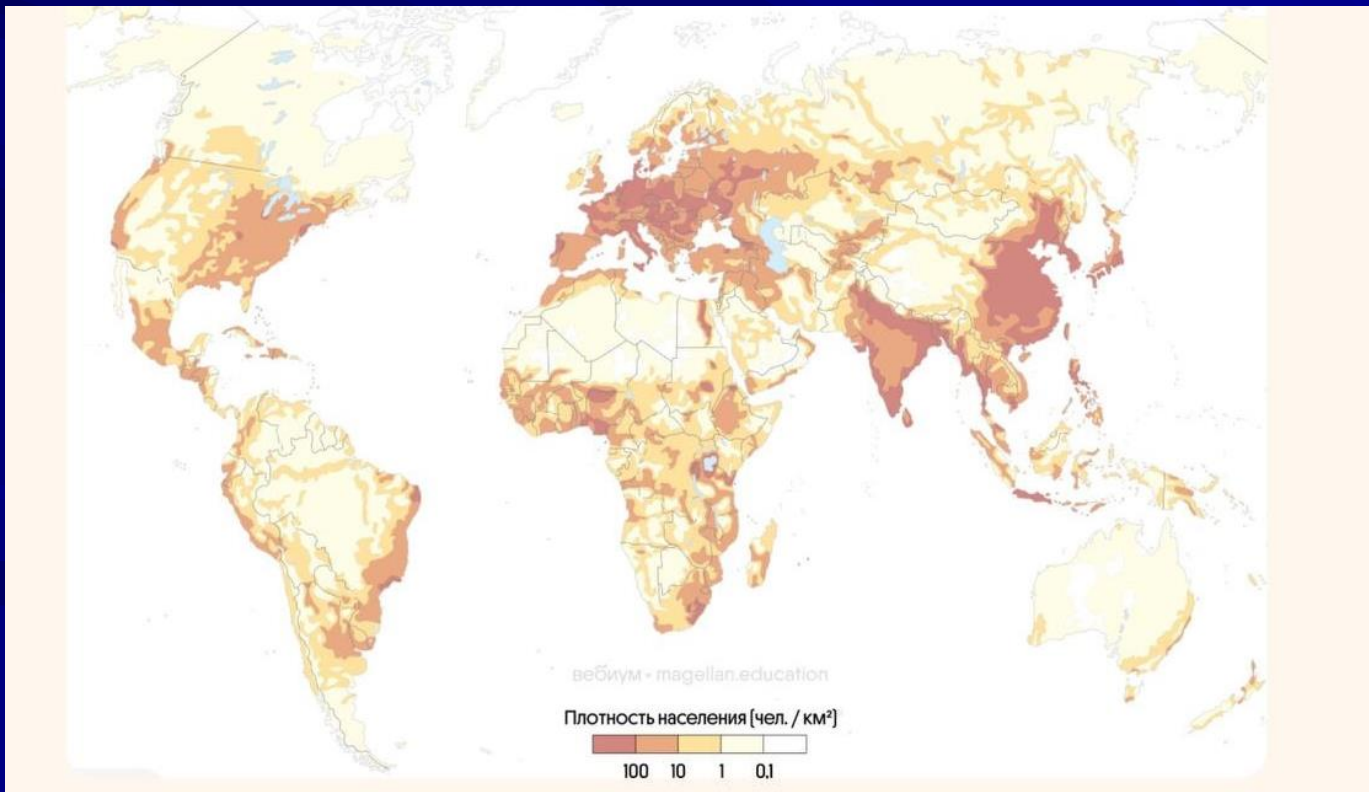 вебиум • magellan.education
Плотность населения (чел. / км²)
100 10 1 0.1